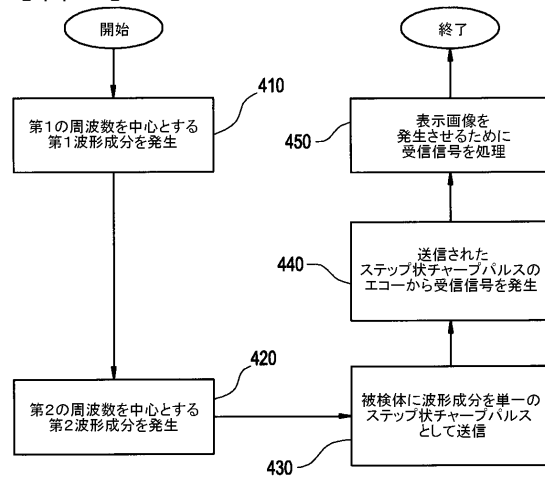 開始
410
第1の周波数を中心とする
第1波形成分を発生
420
第2の周波数を中心とする
第2波形成分を発生
被検体に波形成分を単一の
ステップ状チャープパルス
として送信
430
送信された
ステップ状チャープパルスの
エコーから受信信号を発生
440
表示画像を
発生させるために
受信信号を処理
450
終了